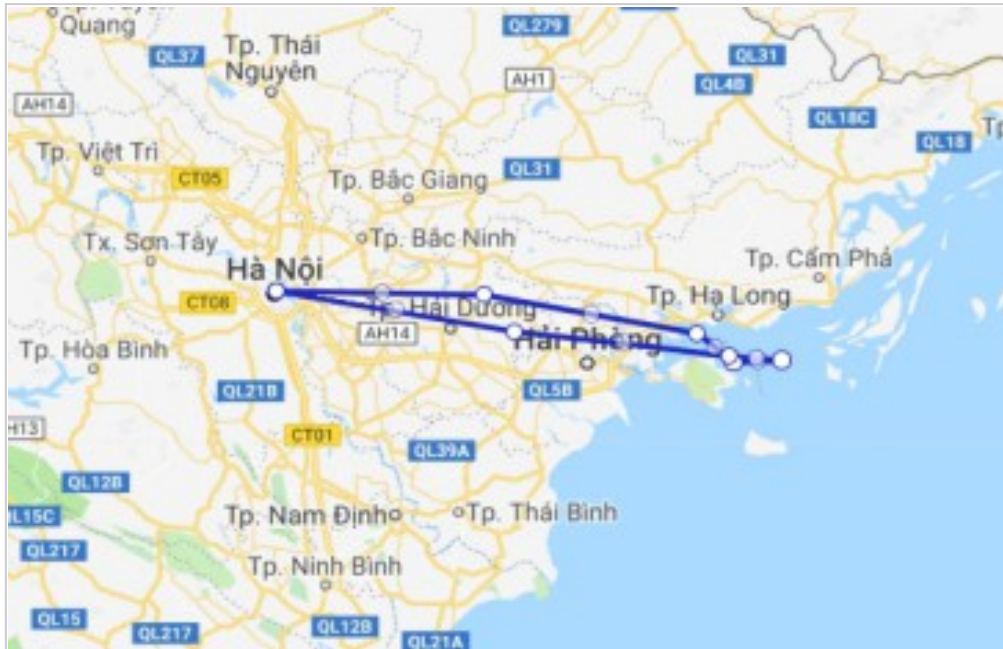 Quang
QL37
Tp. Thái
Nguyên
QL279
AH1
QL31
QL4B
QL18C
QL18
AH14
Tp. Việt Trì
CT05
Tp. Bắc Giang
QL31
Tx. Sơn Tây
Tp. Bắc Ninh
Hà Nội
CT08
Tp. Cẩm Phả
Tp. Hạ Long
Hải Dương
AH14
Hải Phòng
Tp. Hòa Bình
QL21B
QL5B
CT01
QL39A
H13
QL12B
QL15C
Tp. Nam Định
Tp. Thái Bình
QL217
Tp. Ninh Bình
QL15
QL217
QL12B
QL21A